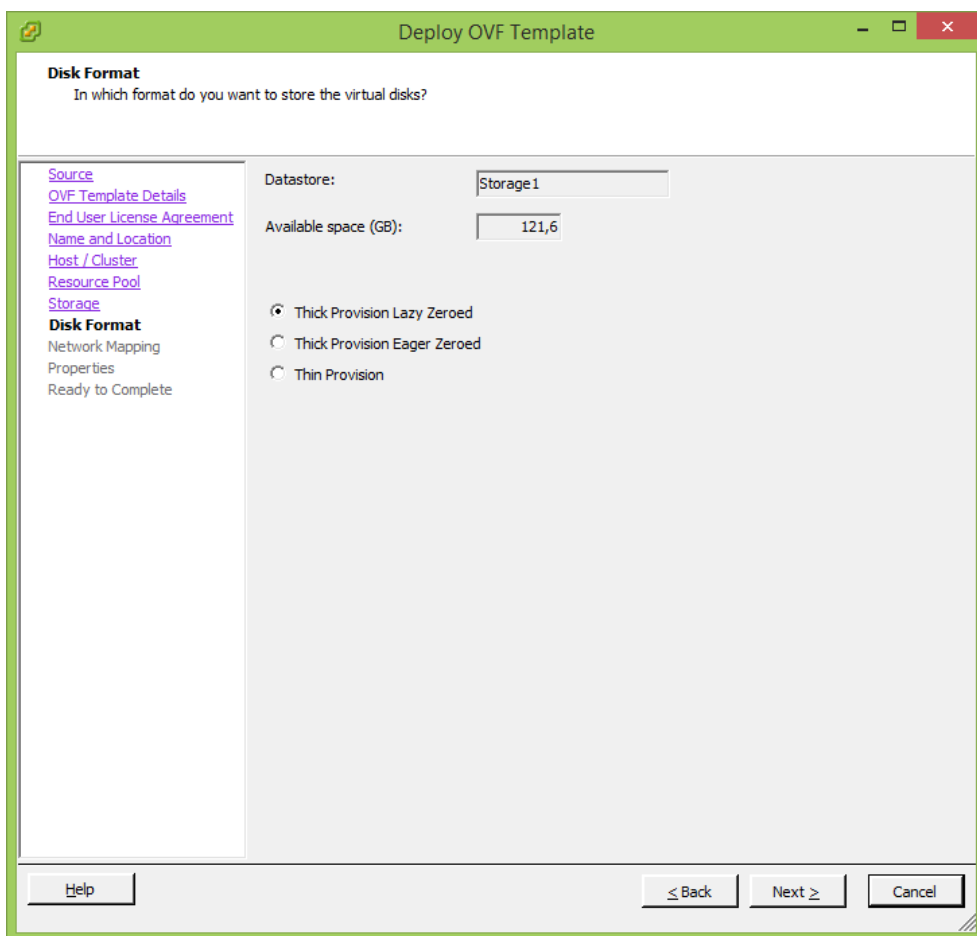 Deploy OVF Template
Disk Format
In which format do you want to store the virtual disks?
Source
OVF Template Details
End User License Agreement
Name and Location
Host / Cluster
Resource Pool
Storage
Disk Format
Network Mapping
Properties
Ready to Complete
Datastore: Storage1
Available space (GB): 121,6
Thick Provision Lazy Zeroed
Thick Provision Eager Zeroed
Thin Provision
Help
< Back
Next >
Cancel